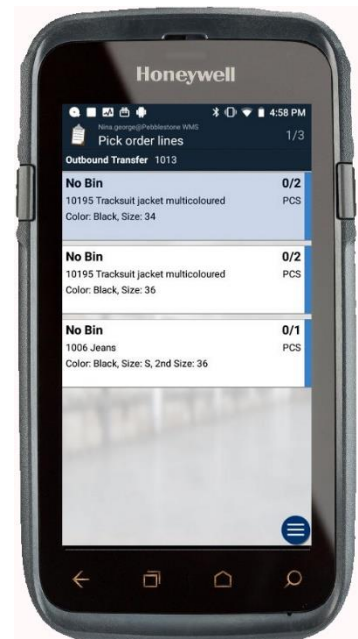 Honeywell
4:58 PM
Nina.george@Pebblestone WMS
Pick order lines 1/3
Outbound Transfer 1013
No Bin 0/2
10195 Tracksuit jacket multicoloured PCS
Color: Black, Size: 34
No Bin 0/2
10195 Tracksuit jacket multicoloured PCS
Color: Black, Size: 36
No Bin 0/1
1006 Jeans PCS
Color: Black, Size: S, 2nd Size: 36